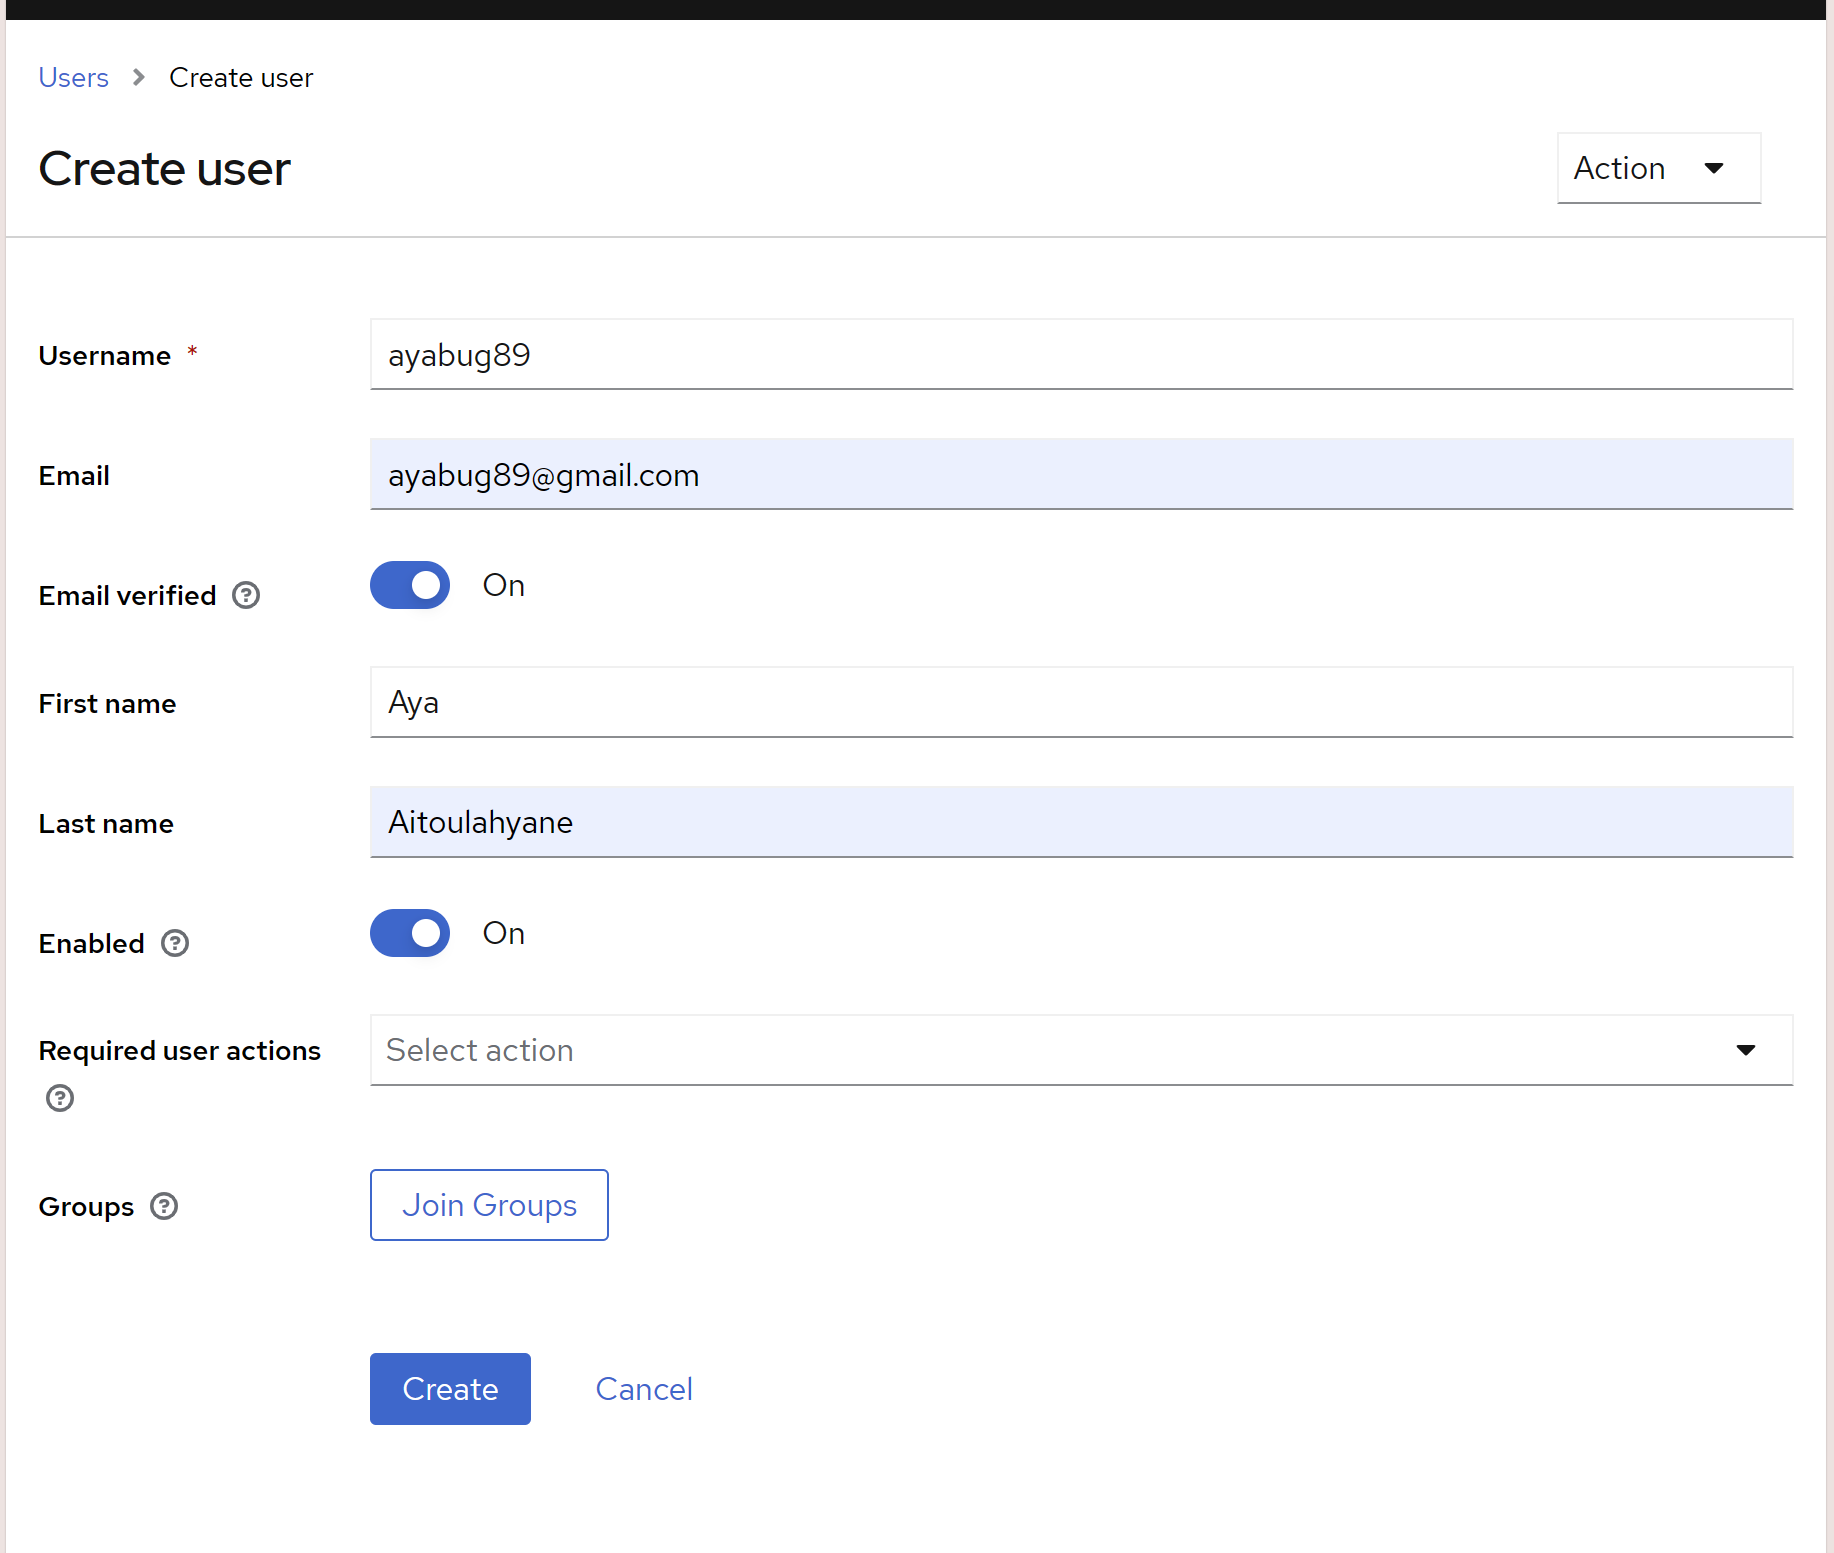 Users > Create user
Create user
Action
Username *
ayabug89
Email
ayabug89@gmail.com
Email verified ?
On
First name
Aya
Last name
Aitoulahyane
Enabled ?
On
Required user actions
?
Select action
Groups ?
Join Groups
Create
Cancel